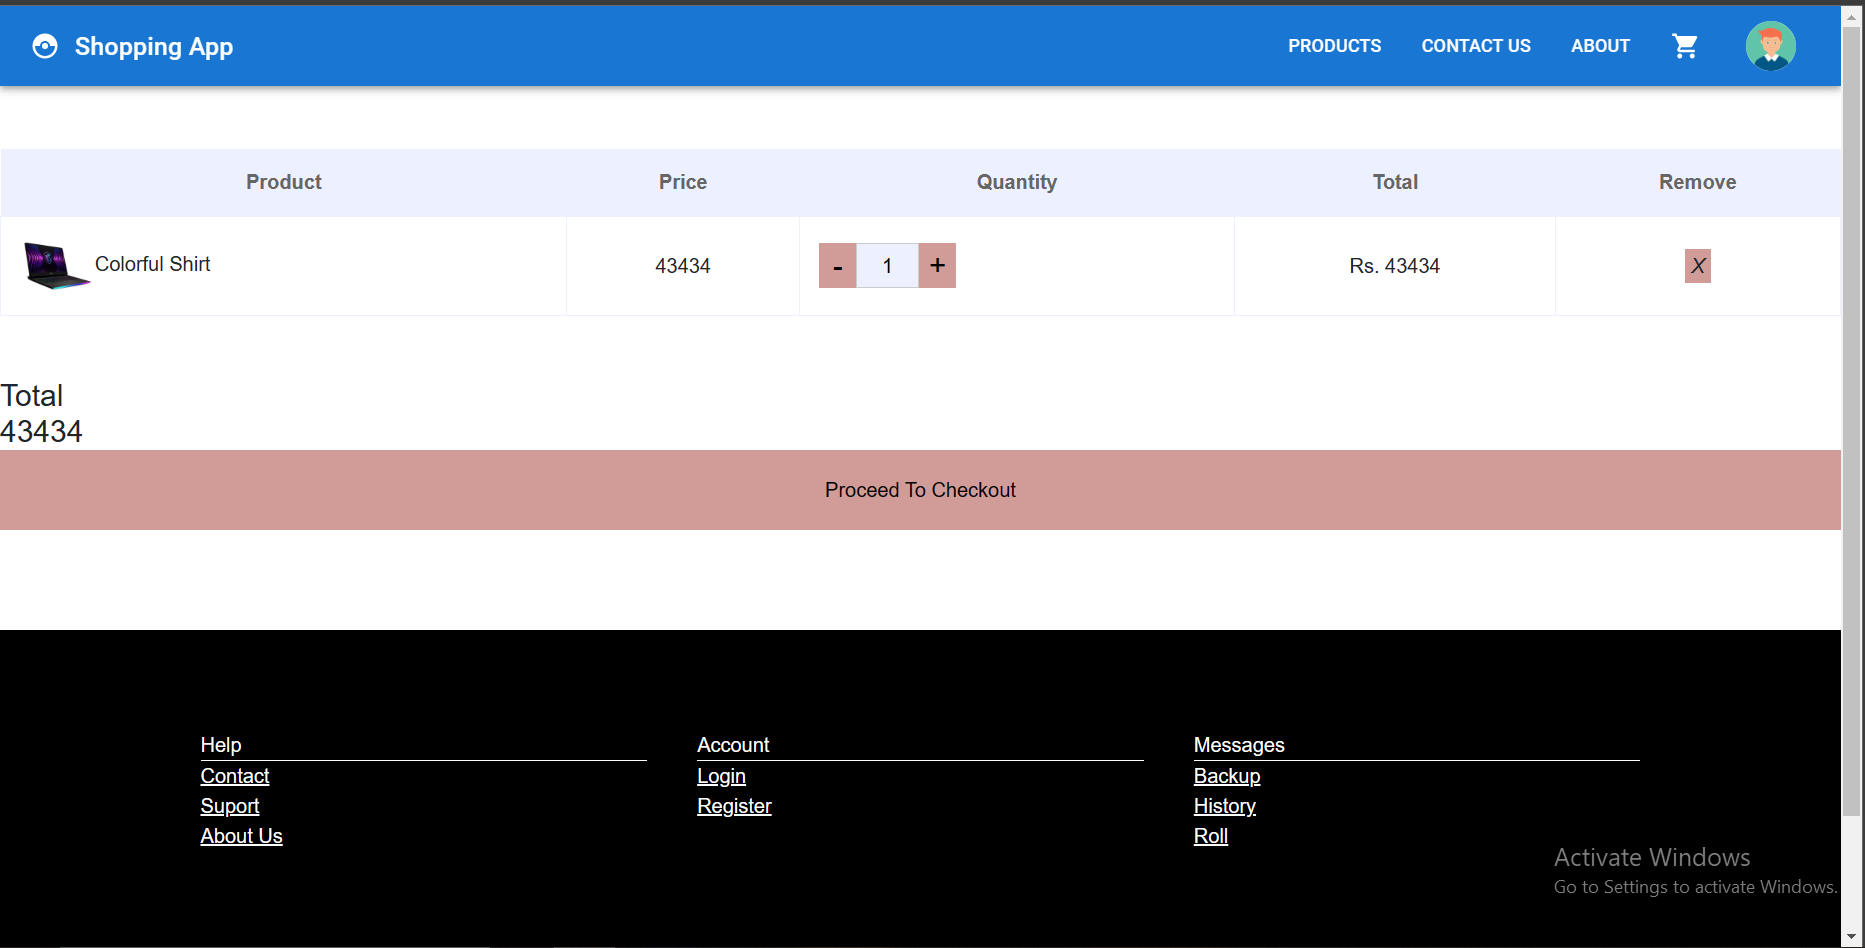 Shopping App
PRODUCTS CONTACT US ABOUT
Product Price Quantity Total Remove
Colorful Shirt 43434 - 1 + Rs. 43434 X
Total
43434
Proceed To Checkout
Help Account Messages
Contact Login Backup
Suport Register History
About Us Roll
Activate Windows
Go to Settings to activate Windows.